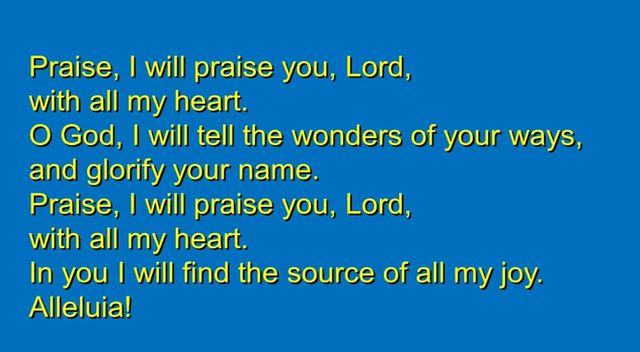 Praise, I will praise you, Lord,
with all my heart.
O God, I will tell the wonders of your ways,
and glorify your name.
Praise, I will praise you, Lord,
with all my heart.
In you I will find the source of all my joy.
Alleluia!